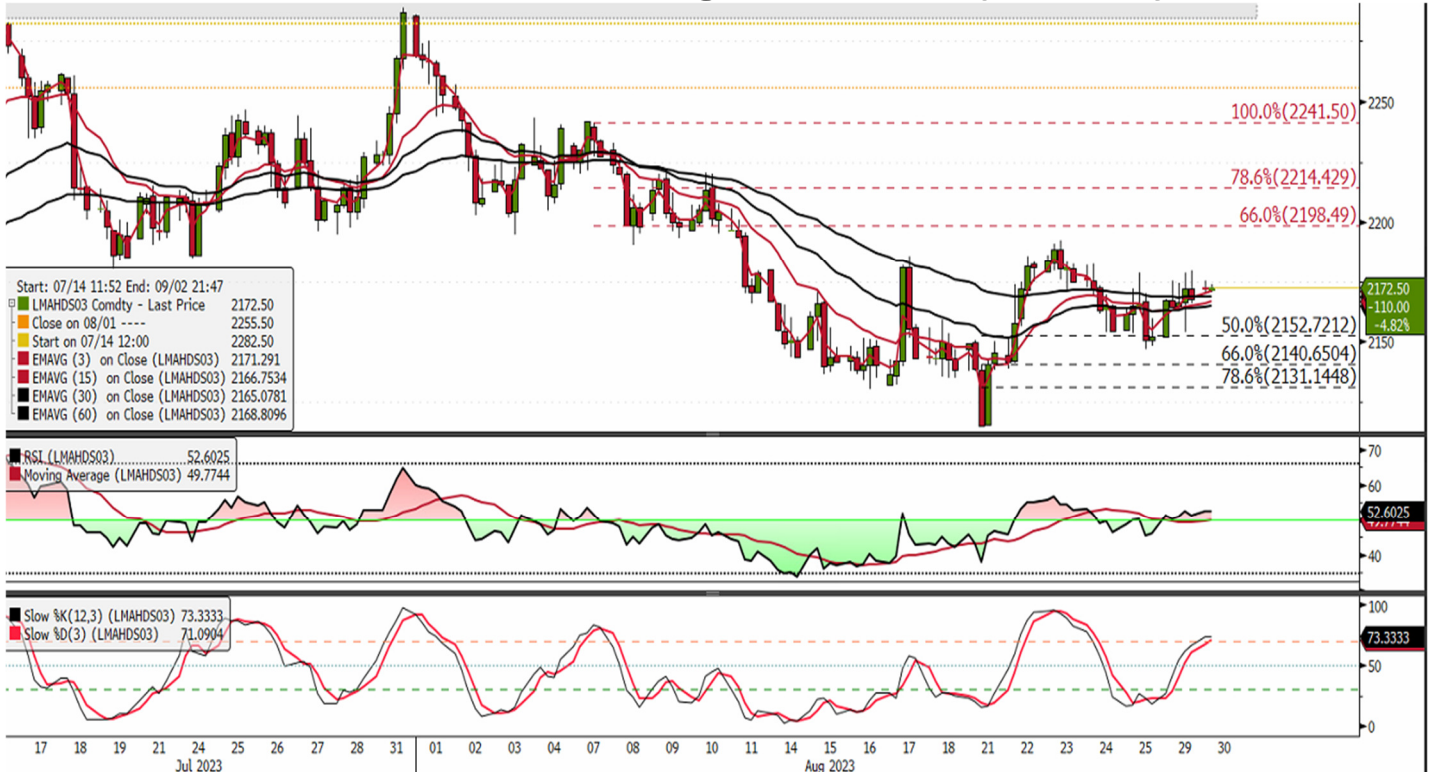 100.0%(2241.50)
78.6%(2214.429)
66.0%(2198.49)
50.0%(2152.7212)
66.0%(2140.6504)
78.6%(2131.1448)
2250
2200
2150
2172.50
-110.00
-4.82%
Start: 07/14 11:52 End: 09/02 21:47
LMAHDS03 Comdty - Last Price 2172.50
Close on 08/01 ---- 2255.50
Start on 07/14 12:00 2282.50
EMAVG (3) on Close (LMAHDS03) 2171.291
EMAVG (15) on Close (LMAHDS03) 2166.7534
EMAVG (30) on Close (LMAHDS03) 2165.0781
EMAVG (60) on Close (LMAHDS03) 2168.8096
RSI (LMAHDS03) 52.6025
Moving Average (LMAHDS03) 49.7744
70
60
52.6025
49.7744
40
Slow %K(12,3) (LMAHDS03) 73.3333
Slow %D(3) (LMAHDS03) 71.0904
100
73.3333
50
0
17 18 19 21 24 25 26 27 28 31 01 02 03 04 07 08 09 10 11 14 15 16 17 18 21 22 23 24 25 29 30
Jul 2023 Aug 2023